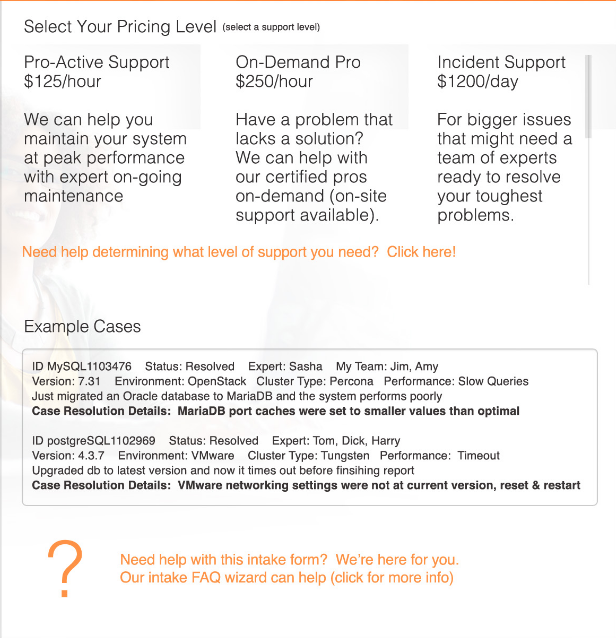 Select Your Pricing Level (select a support level)
Pro-Active Support
$125/hour
We can help you
maintain your system
at peak performance
with expert on-going
maintenance
On-Demand Pro
$250/hour
Have a problem that
lacks a solution?
We can help with
our certified pros
on-demand (on-site
support available).
Incident Support
$1200/day
For bigger issues
that might need a
team of experts
ready to resolve
your toughest
problems.
Need help determining what level of support you need?  Click here!
Example Cases
ID MySQL1103476    Status: Resolved    Expert: Sasha    My Team: Jim, Amy
Version: 7.31    Environment: OpenStack   Cluster Type: Percona   Performance: Slow Queries
Just migrated an Oracle database to MariaDB and the system performs poorly
Case Resolution Details:  MariaDB port caches were set to smaller values than optimal
ID postgreSQL1102969    Status: Resolved    Expert: Tom, Dick, Harry
Version: 4.3.7    Environment: VMware    Cluster Type: Tungsten   Performance:  Timeout
Upgraded db to latest version and now it times out before finsihing report
Case Resolution Details:  VMware networking settings were not at current version, reset & restart
?
Need help with this intake form?  We're here for you.
Our intake FAQ wizard can help (click for more info)